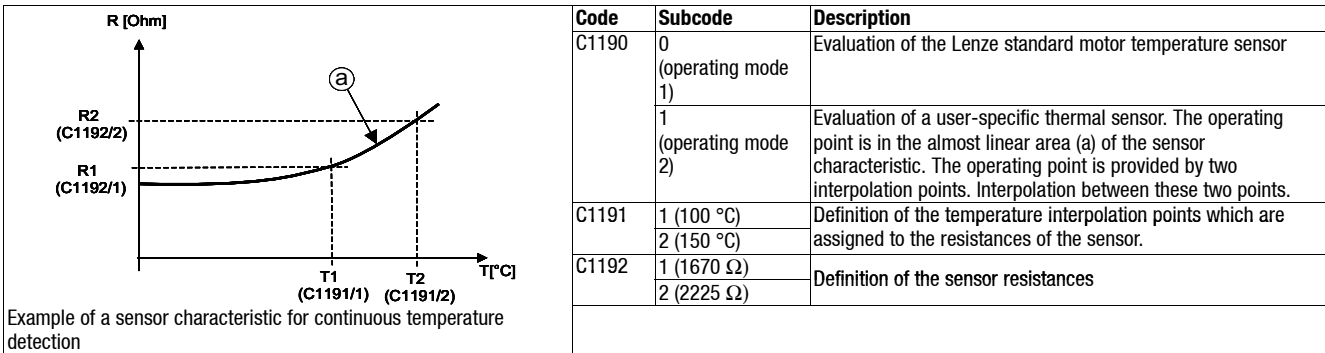 R [Ohm]
a
R2
(C1192/2)
R1
(C1192/1)
T1
(C1191/1)
T2
(C1191/2)
T[°C]
Example of a sensor characteristic for continuous temperature
detection
Code Subcode Description
C1190 0
(operating mode
1)
Evaluation of the Lenze standard motor temperature sensor
1
(operating mode
2)
Evaluation of a user-specific thermal sensor. The operating
point is in the almost linear area (a) of the sensor
characteristic. The operating point is provided by two
interpolation points. Interpolation between these two points.
C1191 1 (100 °C)
2 (150 °C)
Definition of the temperature interpolation points which are
assigned to the resistances of the sensor.
C1192 1 (1670 Ω)
2 (2225 Ω)
Definition of the sensor resistances